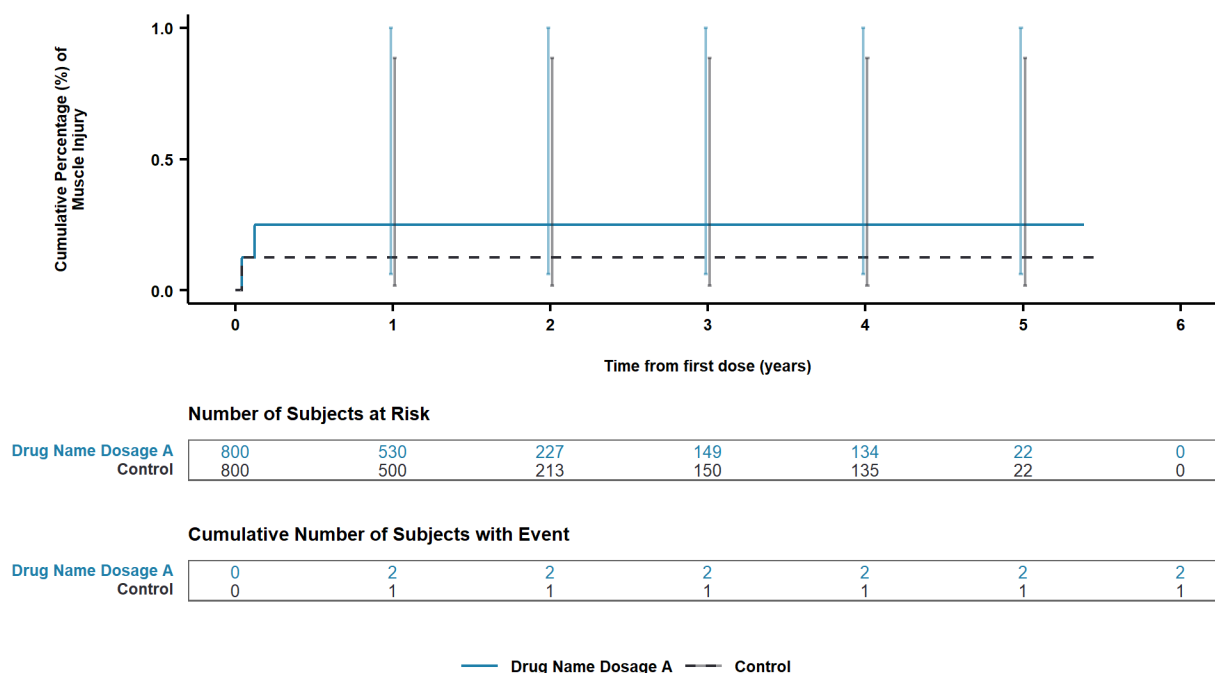 Cumulative Percentage (%) of
Muscle Injury
1.0
0.5
0.0
0 1 2 3 4 5 6
Time from first dose (years)
Number of Subjects at Risk
Drug Name Dosage A 800 530 227 149 134 22 0
Control 800 500 213 150 135 22 0
Cumulative Number of Subjects with Event
Drug Name Dosage A 0 2 2 2 2 2 2
Control 0 1 1 1 1 1 1
Drug Name Dosage A Control